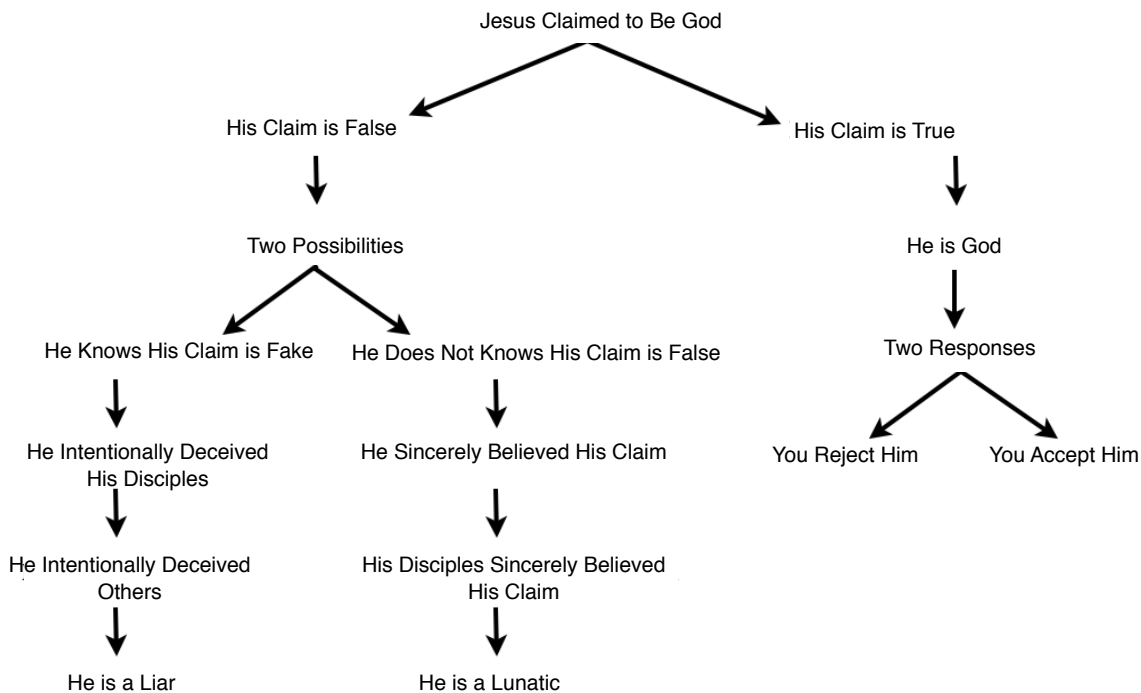 Jesus Claimed to Be God
His Claim is False
His Claim is True
Two Possibilities
He is God
He Knows His Claim is Fake
He Does Not Knows His Claim is False
Two Responses
He Intentionally Deceived
His Disciples
He Sincerely Believed His Claim
You Reject Him
You Accept Him
He Intentionally Deceived
Others
His Disciples Sincerely Believed
His Claim
He is a Liar
He is a Lunatic